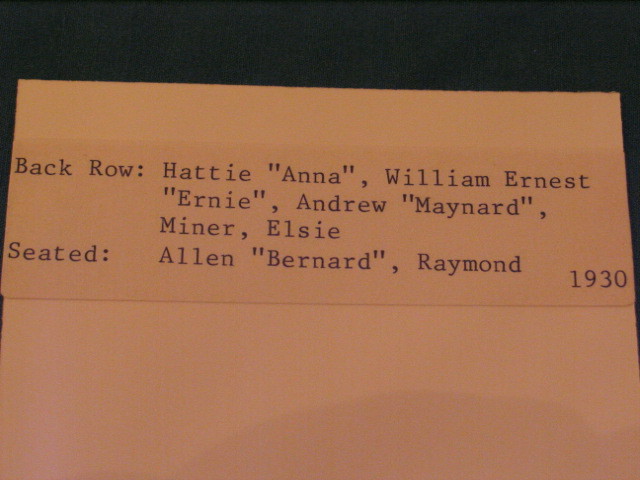 Back Row: Hattie "Anna", William Ernest
"Ernie", Andrew "Maynard",
Miner, Elsie
Seated: Allen "Bernard", Raymond
1930